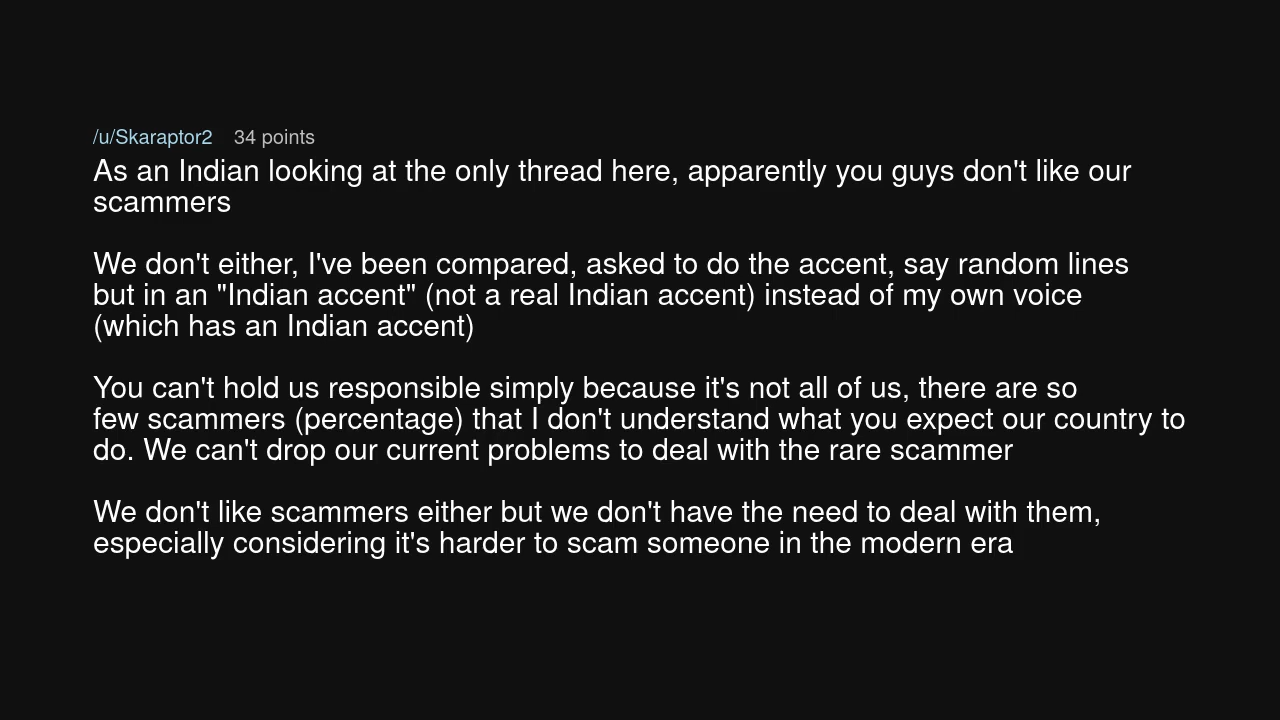 /u/Skaraptor2 34 points
As an Indian looking at the only thread here, apparently you guys don't like our
scammers
We don't either, I've been compared, asked to do the accent, say random lines
but in an "Indian accent" (not a real Indian accent) instead of my own voice
(which has an Indian accent)
You can't hold us responsible simply because it's not all of us, there are so
few scammers (percentage) that I don't understand what you expect our country to
do. We can't drop our current problems to deal with the rare scammer
We don't like scammers either but we don't have the need to deal with them,
especially considering it's harder to scam someone in the modern era